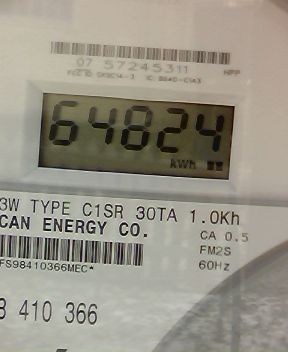 07 57245311
64824
kWh
3W TYPE C1SR 30TA 1.0Kh
CAN ENERGY CO.
CA 0.5
FM2S
60Hz
FS98410366MEC*
8 410 366